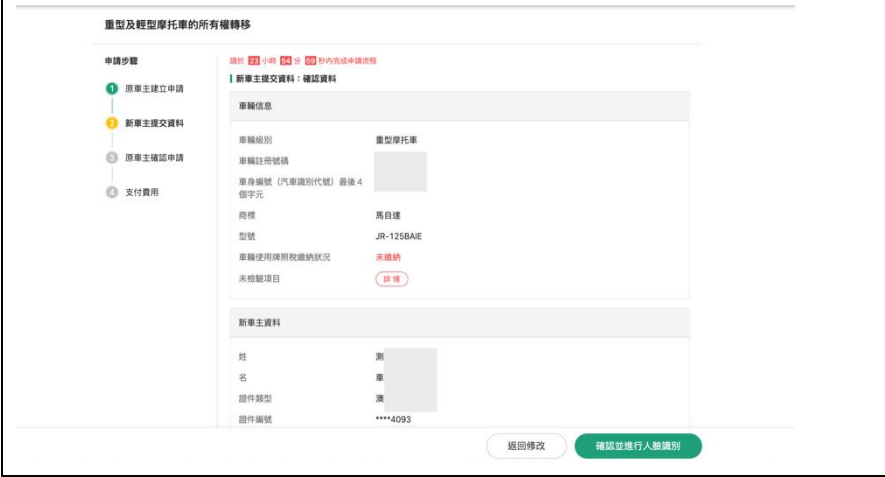 重型及輕型摩托車的所有權轉移
申請步驟
1 原車主建立申請
2 新車主提交資料
3 原車主確認申請
4 支付費用
請於 23 小時 54 分 59 秒內完成申請流程
新車主提交資料：確認資料
車輛信息
車輛級別 重型摩托車
車輛註冊號碼
車身編號（汽車識別代號）最後 4
個字元
商標 馬自達
型號 JR-125BAIE
車輛使用牌照稅繳納狀況 未繳納
未檢驗項目 詳情
新車主資料
姓 測
名 車
證件類型 澳
證件編號 ****4093
返回修改 確認並進行人臉識別